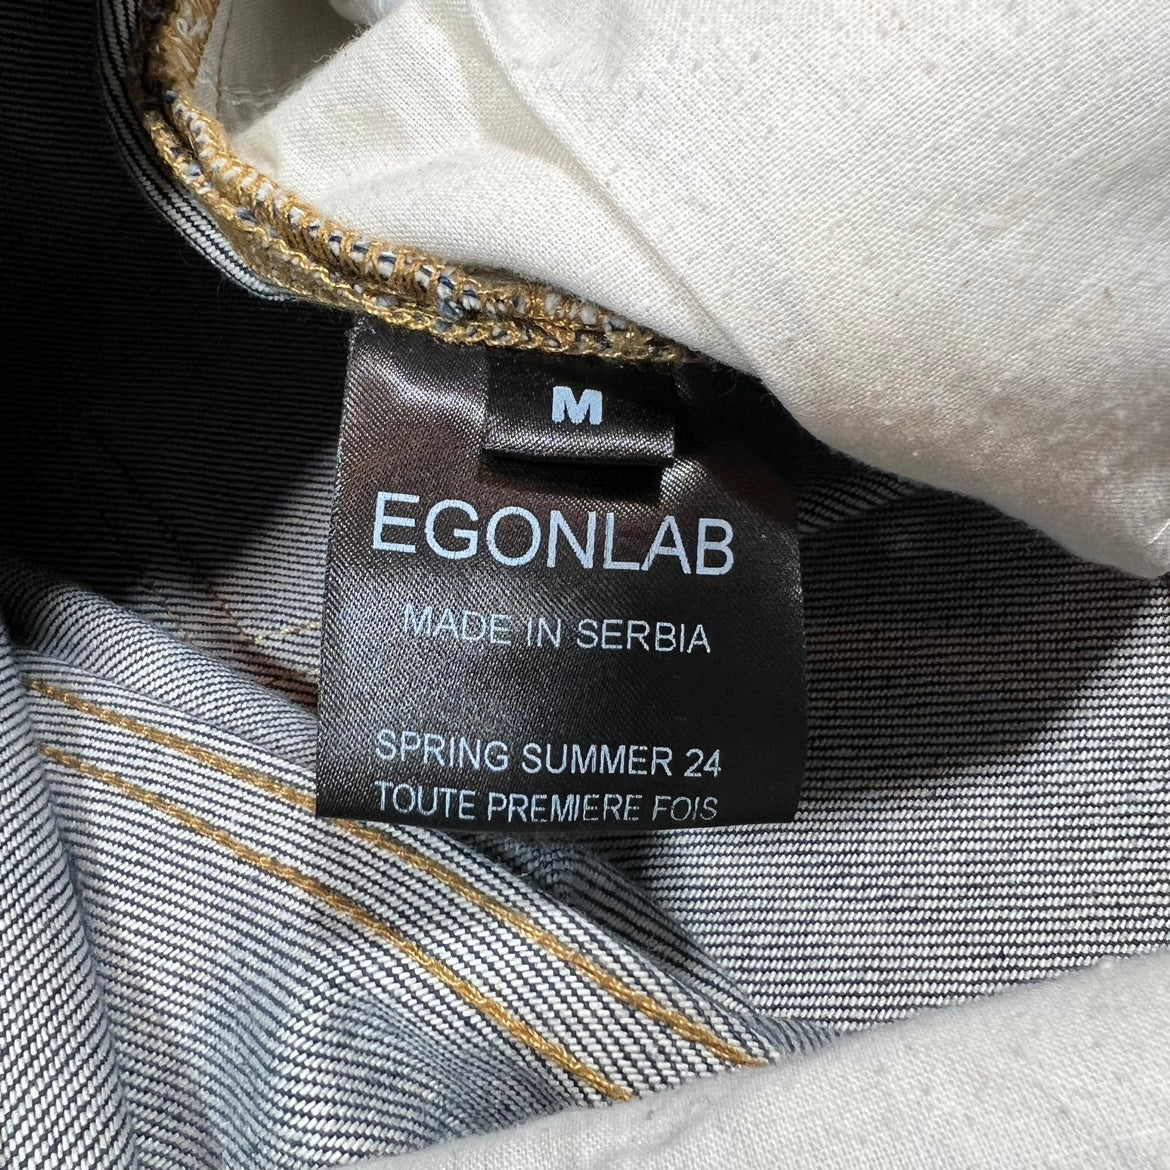 M
EGONLAB
MADE IN SERBIA
SPRING SUMMER 24
TOUTE PREMIERE FOIS